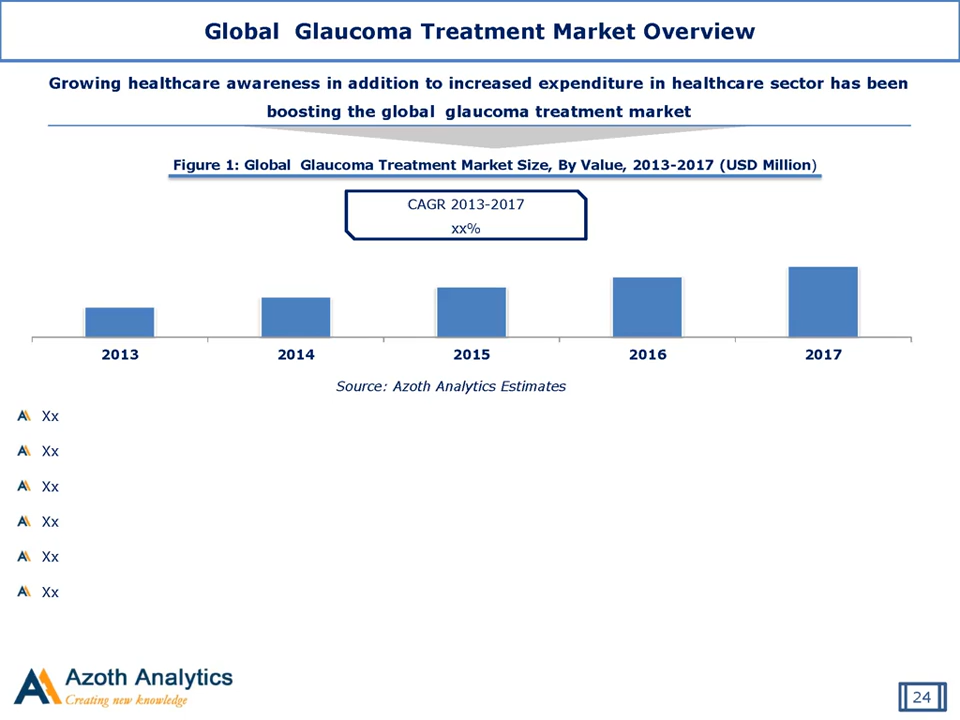 Global  Glaucoma Treatment Market Overview
Growing healthcare awareness in addition to increased expenditure in healthcare sector has been
boosting the global  glaucoma treatment market
Figure 1: Global  Glaucoma Treatment Market Size, By Value, 2013-2017 (USD Million)
CAGR 2013-2017
xx%
2013 2014 2015 2016 2017
Source: Azoth Analytics Estimates
Xx
Xx
Xx
Xx
Xx
Xx
Azoth Analytics
Creating new knowledge
24